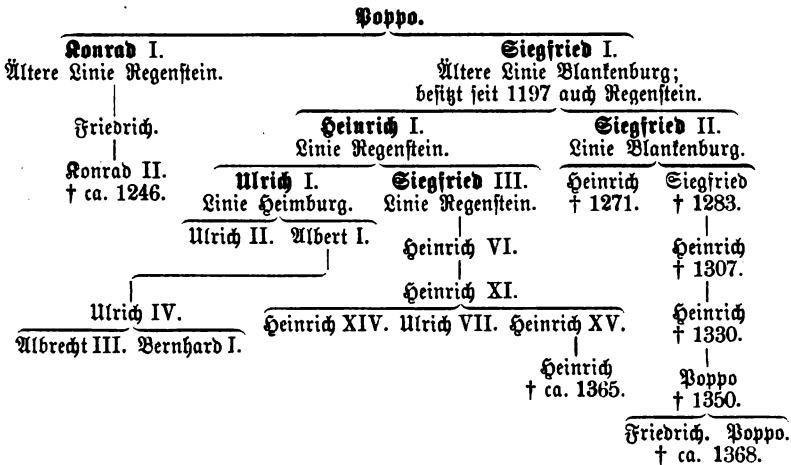 Poppo.
Konrad I. Siegfried I.
Ältere Linie Regenstein. Ältere Linie Blankenburg;
besitzt seit 1197 auch Regenstein.
Friedrich. Heinrich I. Siegfried II.
Linie Regenstein. Linie Blankenburg.
Konrad II. Ulrich I. Siegfried III. Heinrich Siegfried
† ca. 1246. Linie Heimburg. Linie Regenstein. † 1271. † 1283.
Ulrich II. Albert I. Heinrich VI. Heinrich
† 1307.
Heinrich XI.
Ulrich IV. Heinrich XIV. Ulrich VII. Heinrich XV. Heinrich
† 1330.
Albrecht III. Bernhard I.
Heinrich Poppo
† ca. 1365. † 1350.
Friedrich. Poppo.
† ca. 1368.